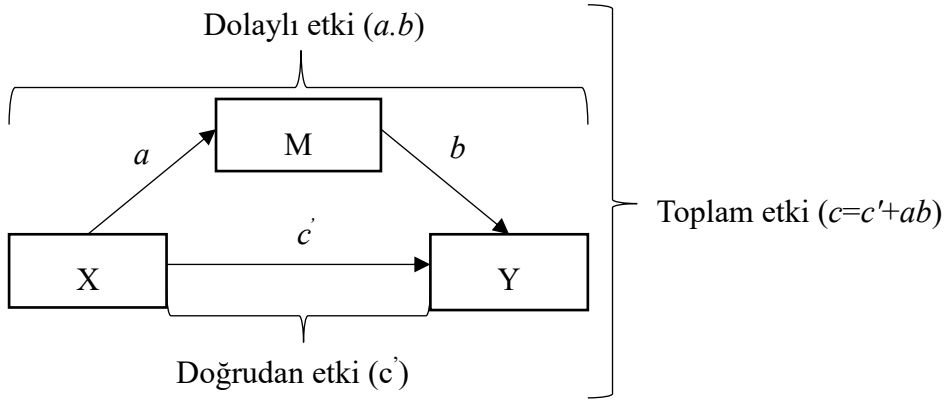 Dolaylı etki (a.b)
M
a
b
Toplam etki (c=c'+ab)
c’
X
Y
Doğrudan etki (c’)